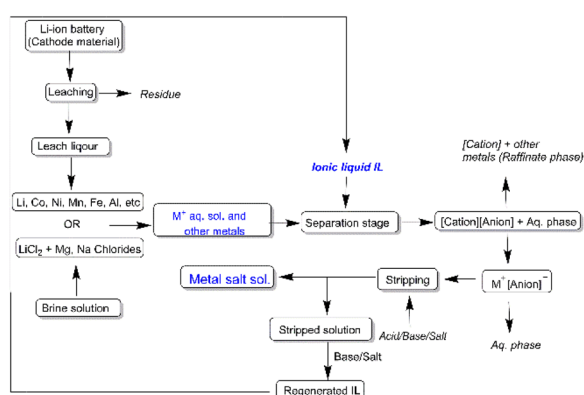 Li-ion battery
(Cathode material)
Leaching
Residue
Leach liqour
Li, Co, Ni, Mn, Fe, Al, etc
OR
LiCl2 + Mg, Na Chlorides
Brine solution
M+ aq. sol. and
other metals
Ionic liquid IL
Separation stage
[Cation] + other
metals (Raffinate phase)
[Cation][Anion] + Aq. phase
M+[Anion]−
Aq. phase
Stripping
Acid/Base/Salt
Metal salt sol.
Stripped solution
Base/Salt
Regenerated IL